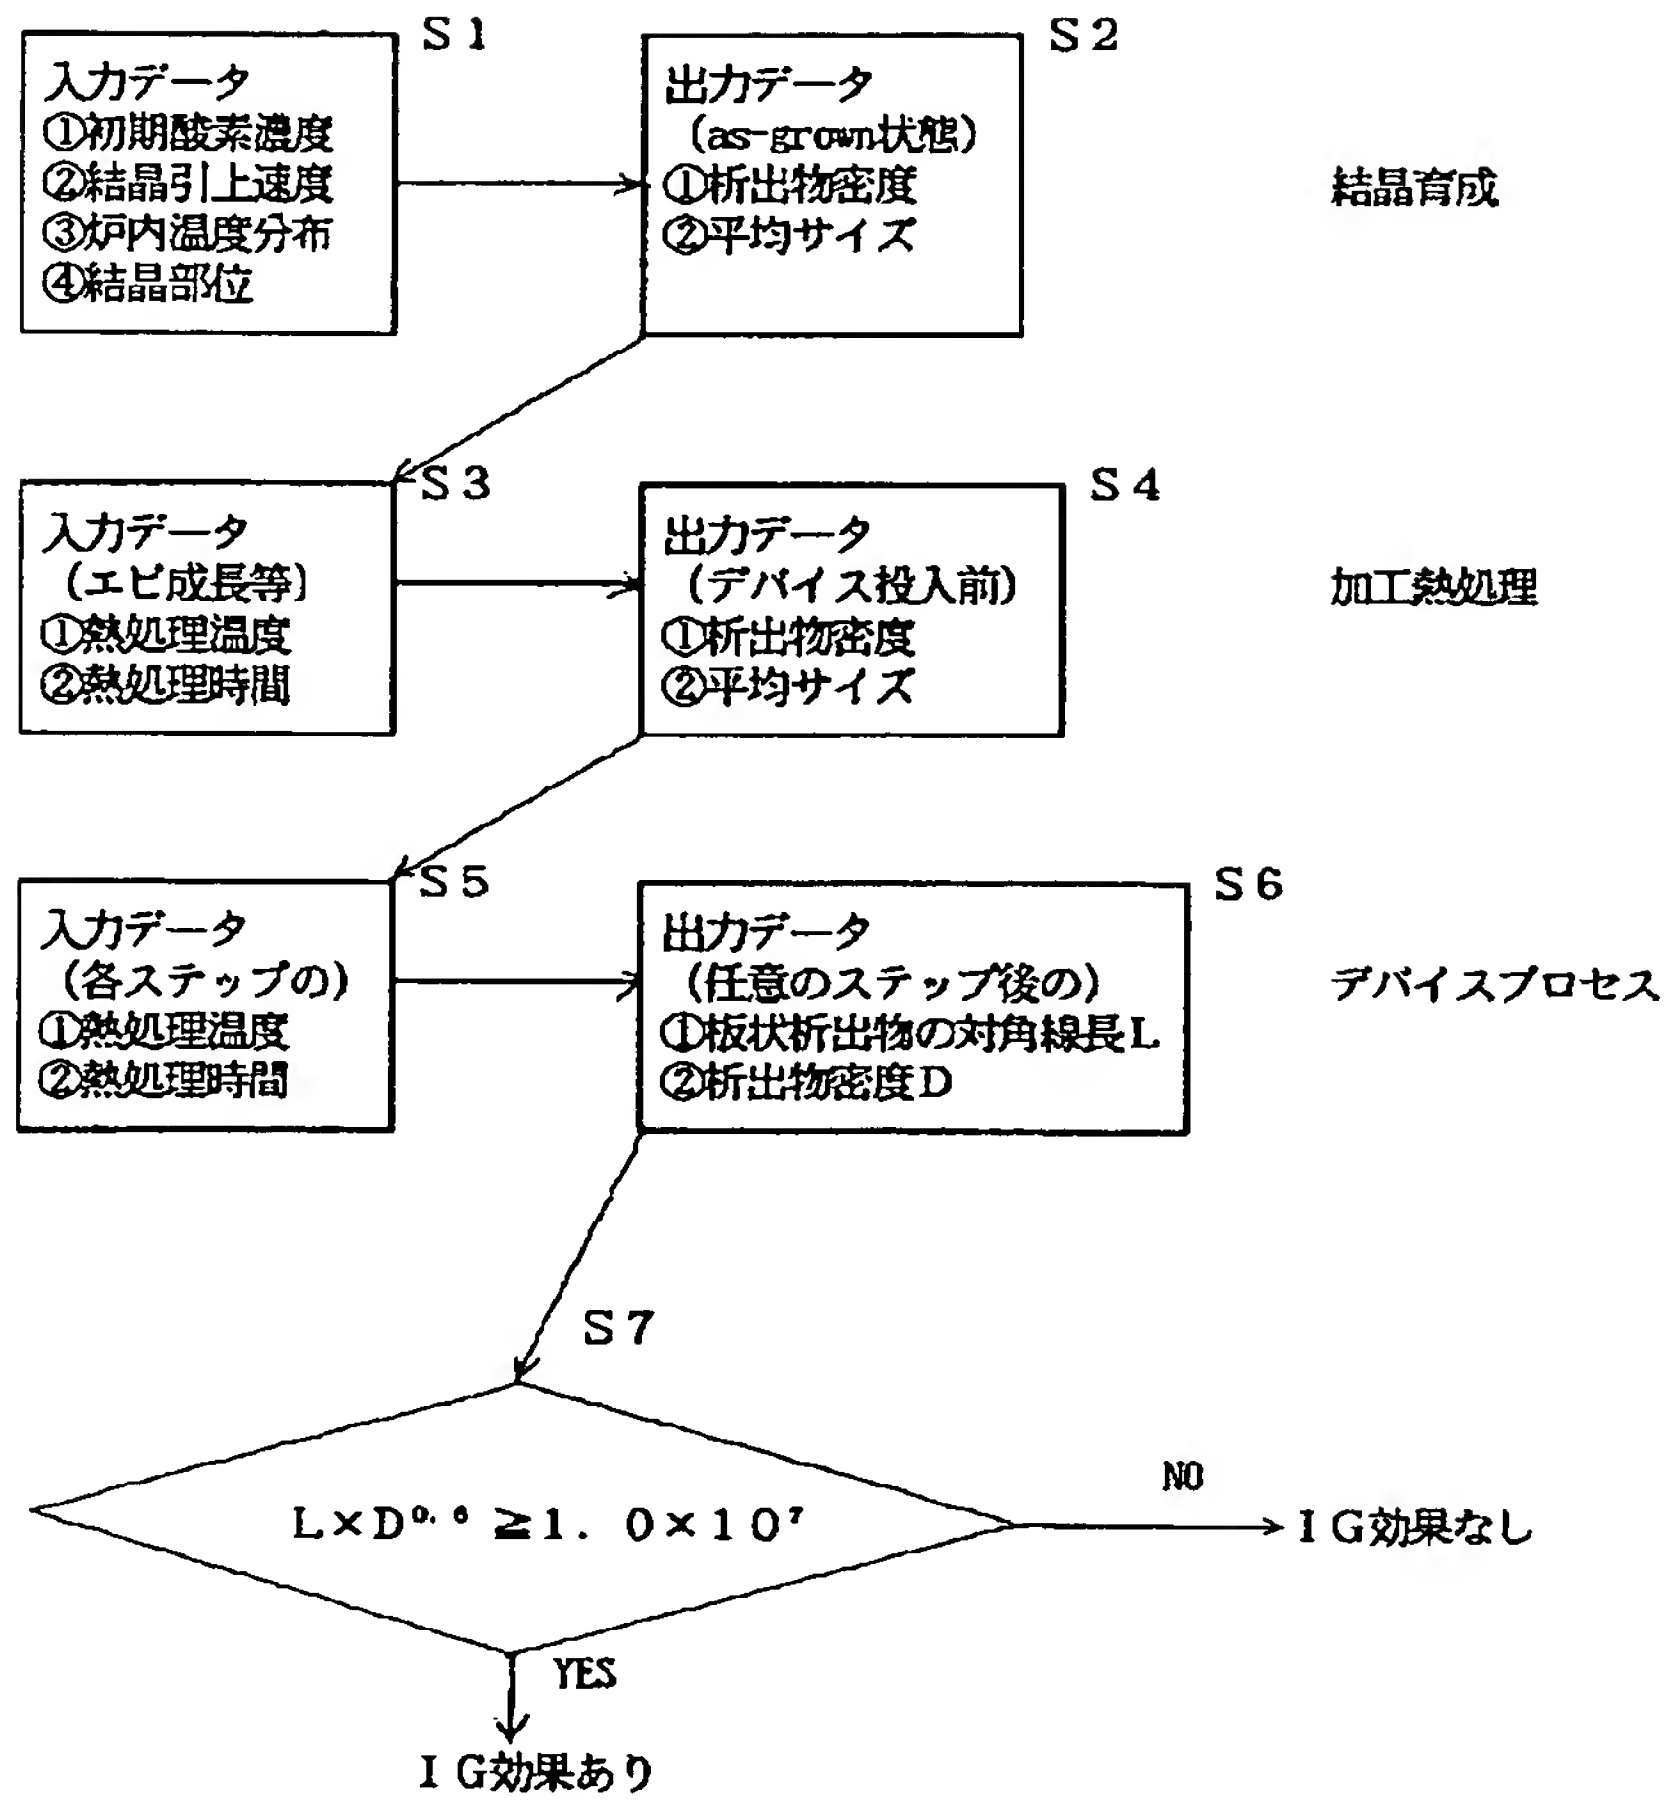 S1
入力データ
①初期酸素濃度
②結晶引上速度
③炉内温度分布
④結晶部位
S2
出力データ
(as-grown状態)
①析出物密度
②平均サイズ
結晶育成
S3
入力データ
(エピ成長等)
①熱処理温度
②熱処理時間
S4
出力データ
(デバイス投入前)
①析出物密度
②平均サイズ
加工熱処理
S5
入力データ
(各ステップの)
①熱処理温度
②熱処理時間
S6
出力データ
(任意のステップ後の)
①板状析出物の対角線長L
②析出物密度D
デバイスプロセス
S7
L×D⁰·⁶ ≧1.0×10⁷
NO
IG効果なし
YES
IG効果あり